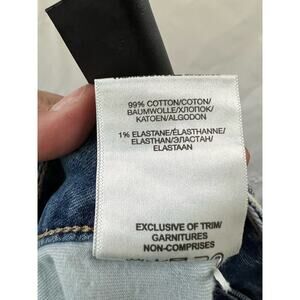 99% COTTON/COTON/
BAUMWOLLE/ХЛОПОК/
KATOEN/ALGODON
1% ELASTANE/ÉLASTHANNE/
ELASTHAN/ЭЛАСТАН/
ELASTAAN
EXCLUSIVE OF TRIM/
GARNITURES
NON-COMPRISES